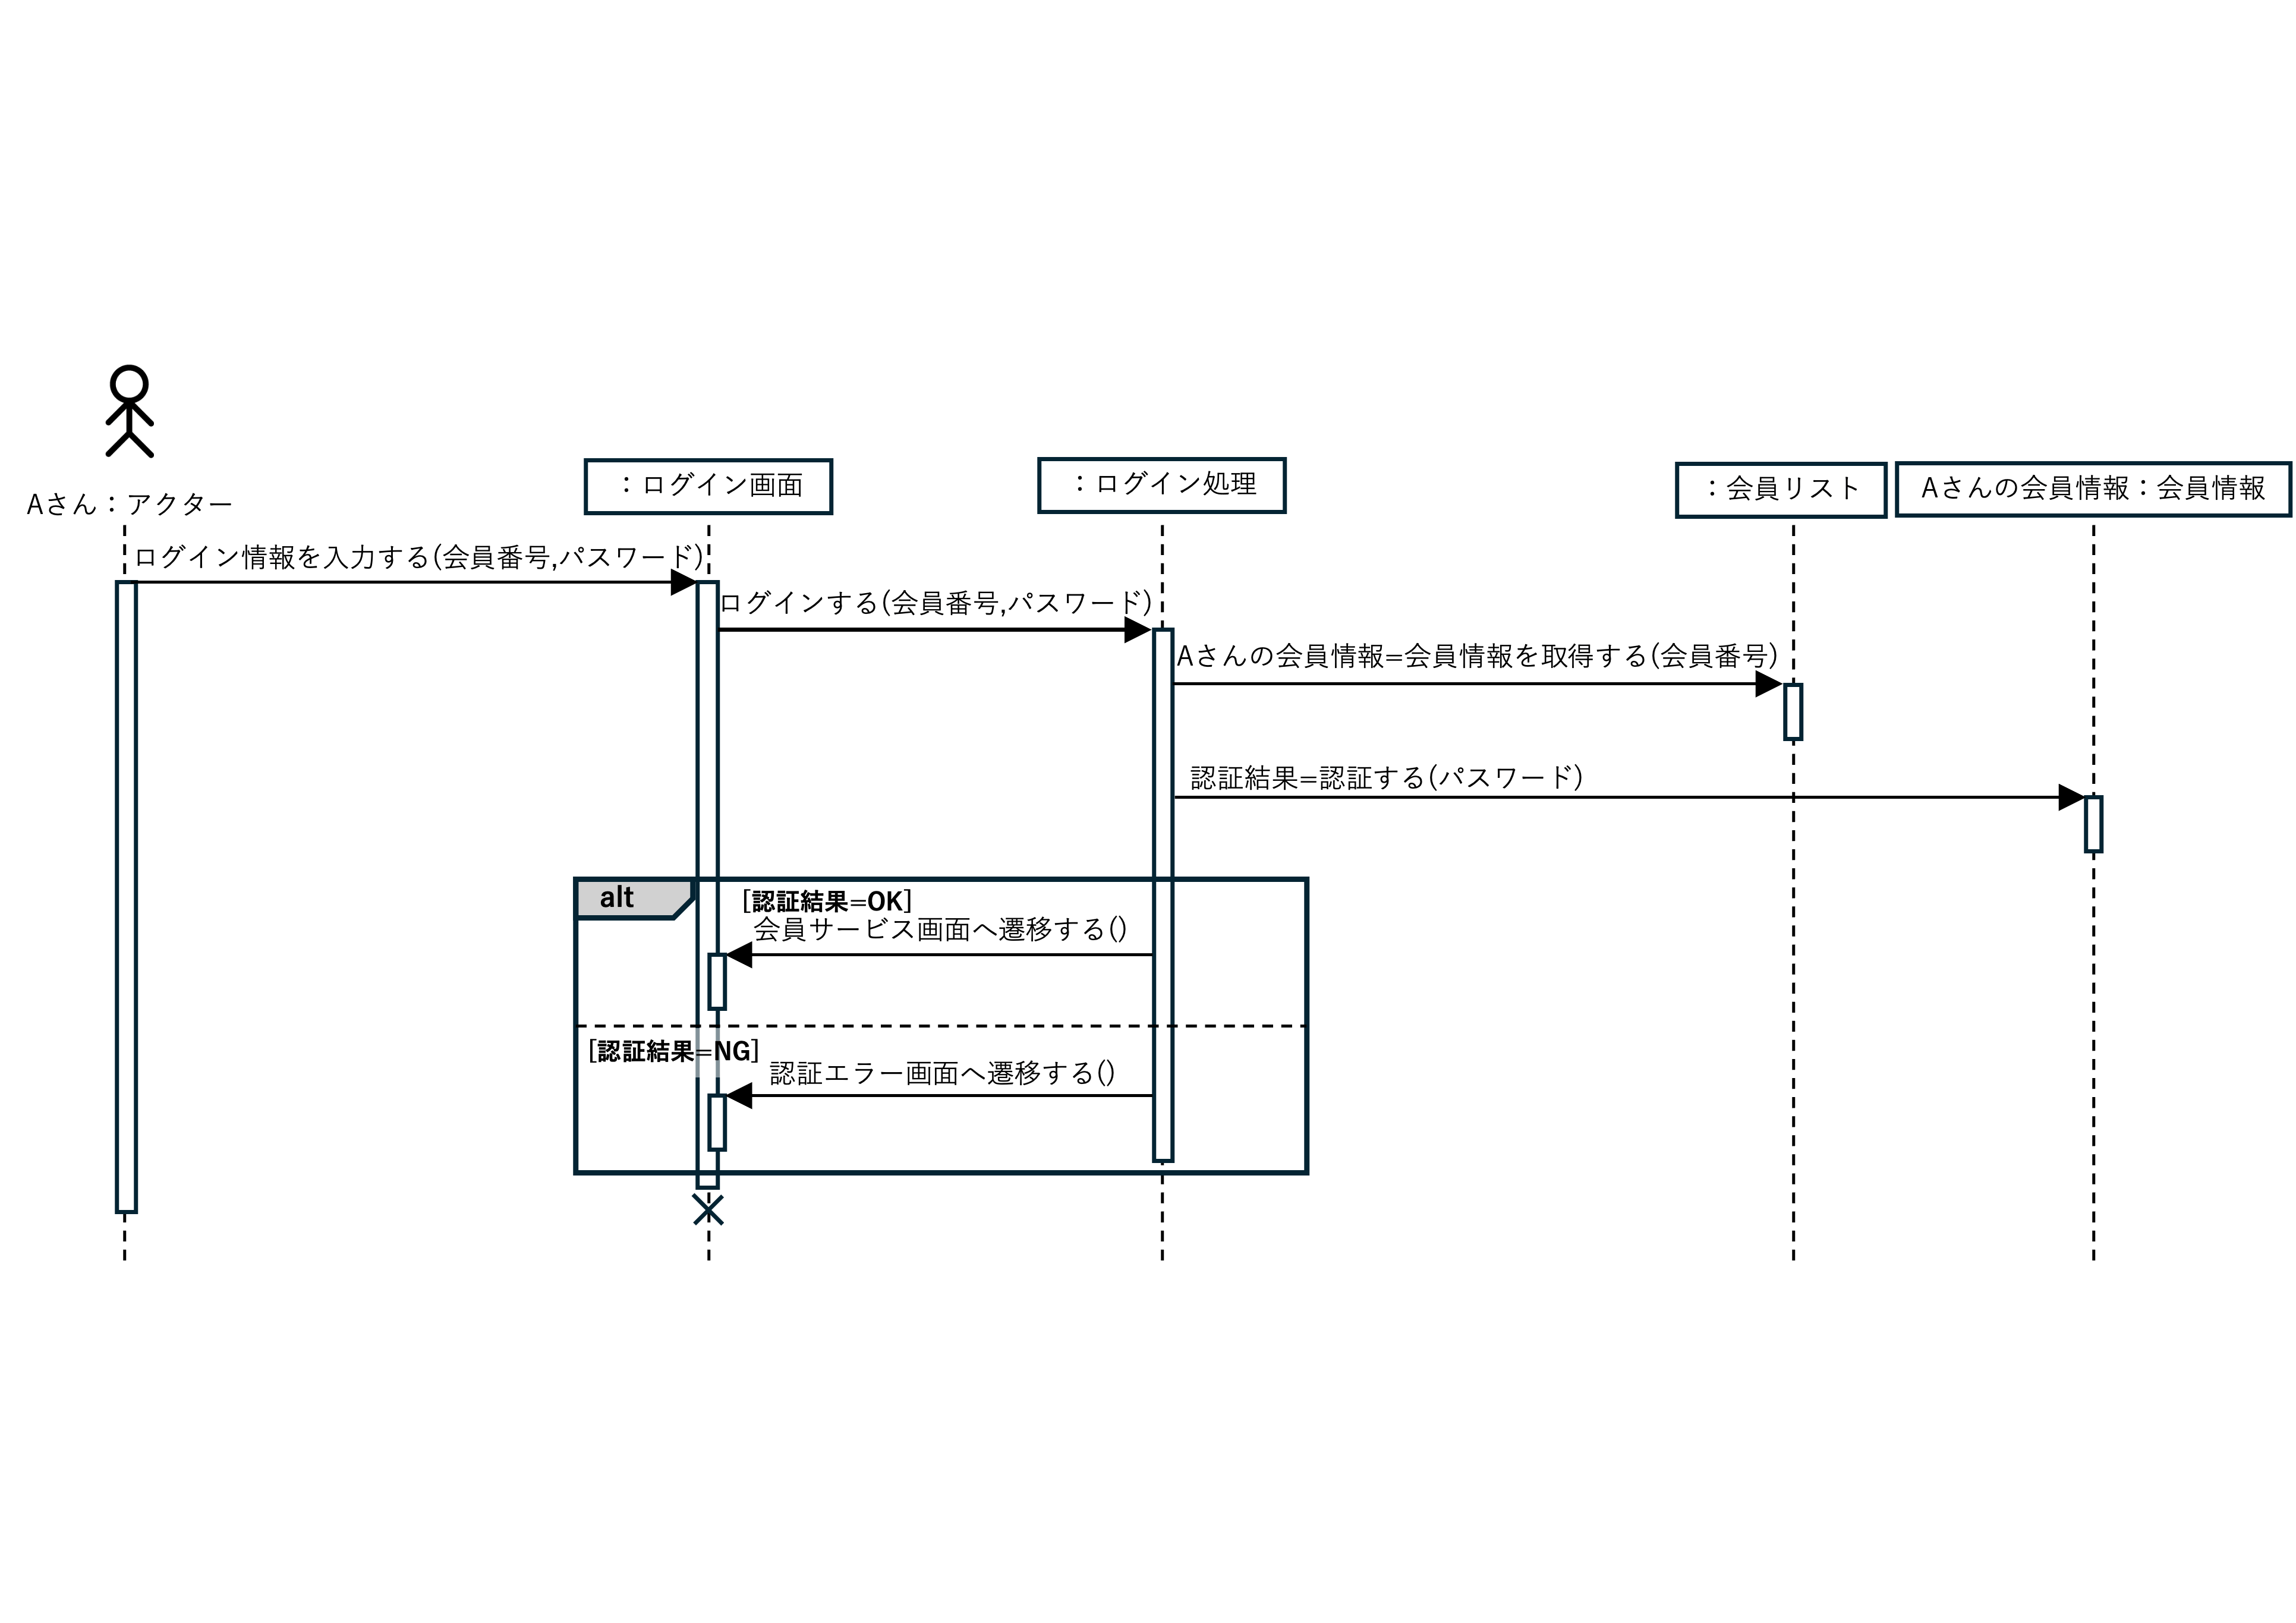 ：ログイン画面
：ログイン処理
：会員リスト
Aさんの会員情報：会員情報
Aさん：アクター
ログイン情報を入力する(会員番号,パスワード)
ログインする(会員番号,パスワード)
Aさんの会員情報=会員情報を取得する(会員番号)
認証結果=認証する(パスワード)
alt
[認証結果=OK]
会員サービス画面へ遷移する()
[認証結果=NG]
認証エラー画面へ遷移する()